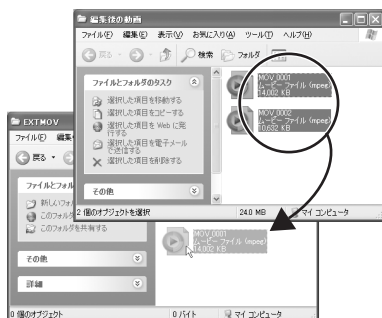 編集後の動画
ファイル(F) 編集(E) 表示(V) お気に入り(A) ツール(T) ヘルプ(H)
戻る 検索 フォルダ
ファイルとフォルダのタスク
選択した項目を移動する
選択した項目をコピーする
選択した項目を Web に発
行する
選択した項目を電子メール
で送信する
選択した項目を削除する
その他
MOV_0001
ムービー ファイル (mpeg)
14,002 KB
MOV_0002
ムービー ファイル (mpeg)
10,632 KB
2 個のオブジェクトを選択 24.0 MB マイ コンピュータ
EXTMOV
ファイル(F) 編集
戻る
ファイルとフォル
新しいフォ
このフォル
このフォルダを共有する
その他
詳細
MOV_0001
ムービー ファイル (mpeg)
14,002 KB
0 個のオブジェクト 0 バイト マイ コンピュータ